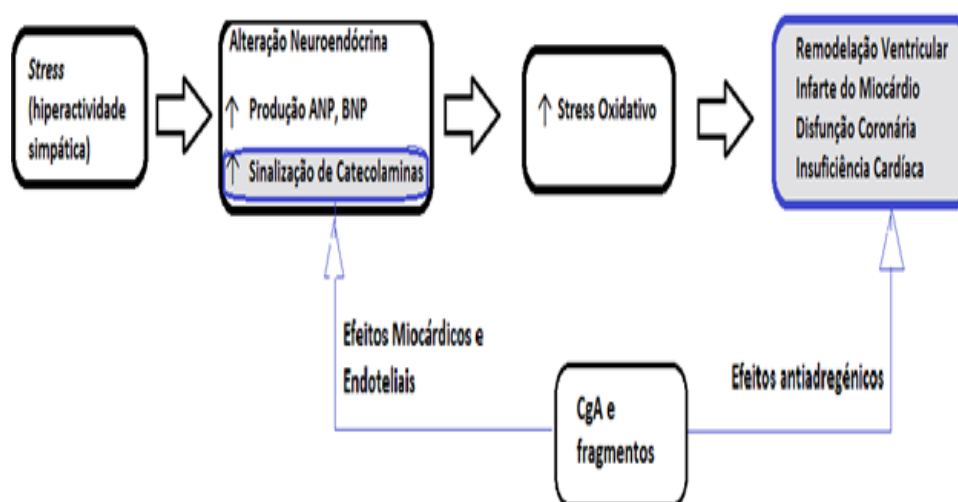 Stress
(hiperactividade
simpática)
Alteração Neuroendócrina
↑ Produção ANP, BNP
↑ Sinalização de Catecolaminas
↑ Stress Oxidativo
Remodelação Ventricular
Infarte do Miocárdio
Disfunção Coronária
Insuficiência Cardíaca
Efeitos Miocárdicos e
Endoteliais
CgA e
fragmentos
Efeitos antiadregénicos